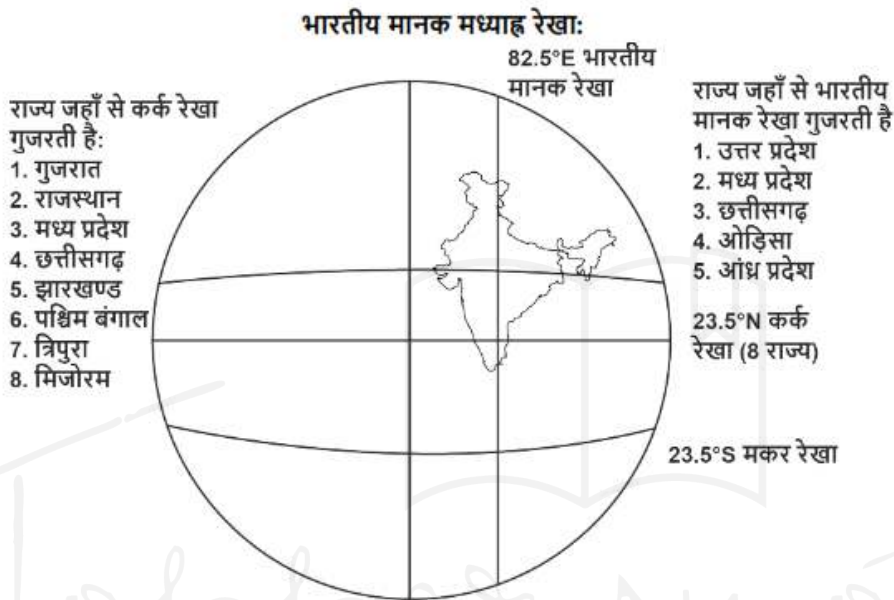 भारतीय मानक मध्याह्न रेखा:
82.5°E भारतीय
मानक रेखा
राज्य जहाँ से कर्क रेखा
गुजरती है:
1. गुजरात
2. राजस्थान
3. मध्य प्रदेश
4. छत्तीसगढ़
5. झारखण्ड
6. पश्चिम बंगाल
7. त्रिपुरा
8. मिजोरम
राज्य जहाँ से भारतीय
मानक रेखा गुजरती है
1. उत्तर प्रदेश
2. मध्य प्रदेश
3. छत्तीसगढ़
4. ओड़िसा
5. आंध्र प्रदेश
23.5°N कर्क
रेखा (8 राज्य)
23.5°S मकर रेखा